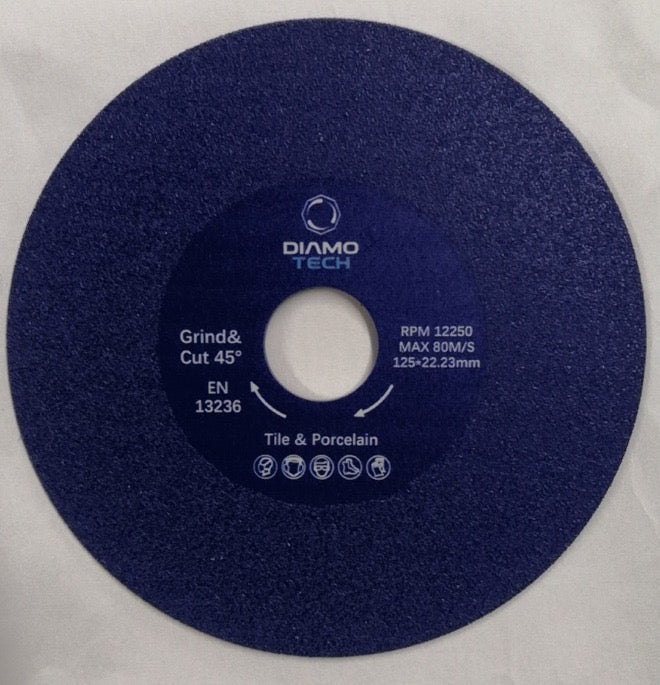 DIAMO
TECH
Grind&
Cut 45°
EN
13236
RPM 12250
MAX 80M/S
125*22.23mm
Tile & Porcelain